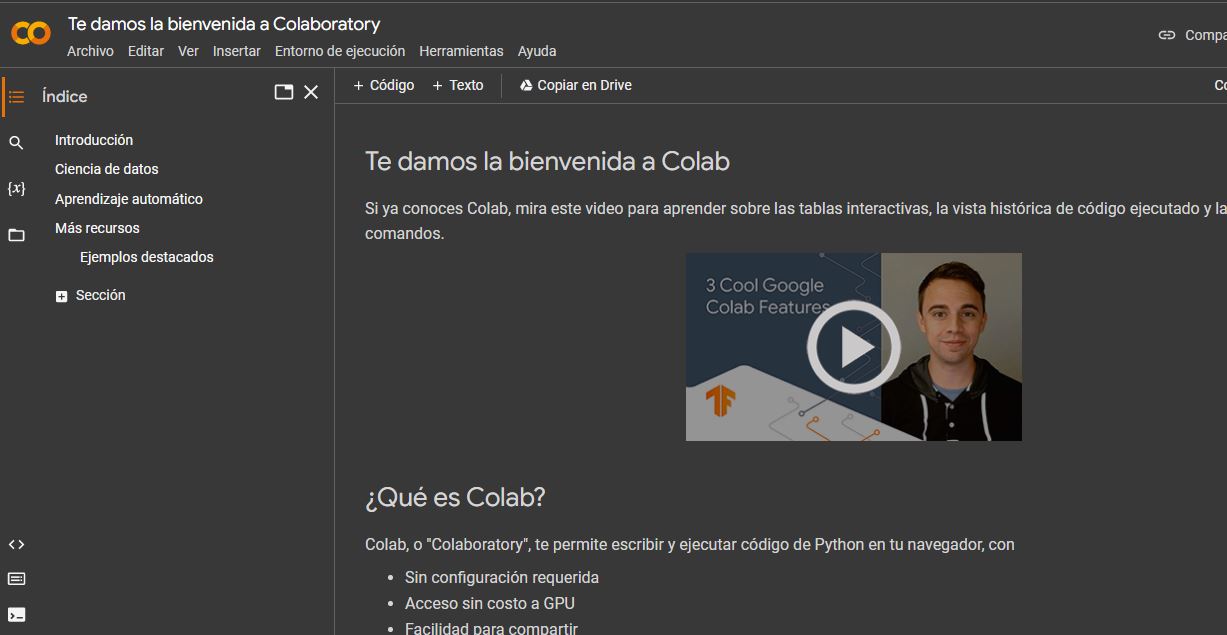 Te damos la bienvenida a Colaboratory
Archivo Editar Ver Insertar Entorno de ejecución Herramientas Ayuda
Índice
Introducción
Ciencia de datos
Aprendizaje automático
Más recursos
Ejemplos destacados
Sección
{x}
+ Código + Texto Copiar en Drive
Te damos la bienvenida a Colab
Si ya conoces Colab, mira este video para aprender sobre las tablas interactivas, la vista histórica de código ejecutado y la
comandos.
3 Cool Google
Colab Features
¿Qué es Colab?
Colab, o "Colaboratory", te permite escribir y ejecutar código de Python en tu navegador, con
• Sin configuración requerida
• Acceso sin costo a GPU
• Facilidad para compartir